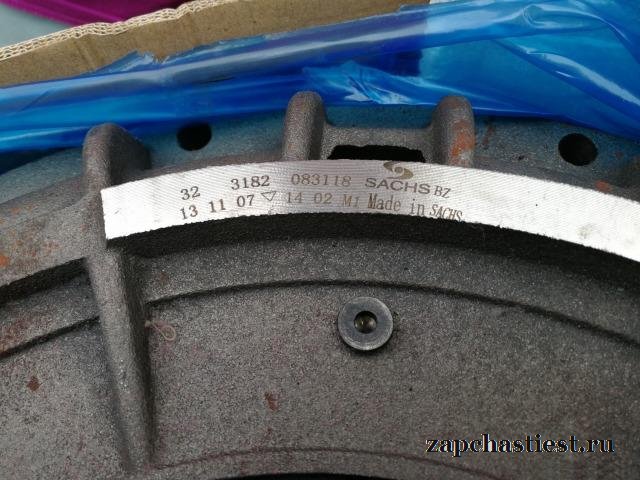 32 3182 083118 SACHS BZ
13 11 07 ▽ 14 02 M1 Made in SACHS
zapchastiest.ru